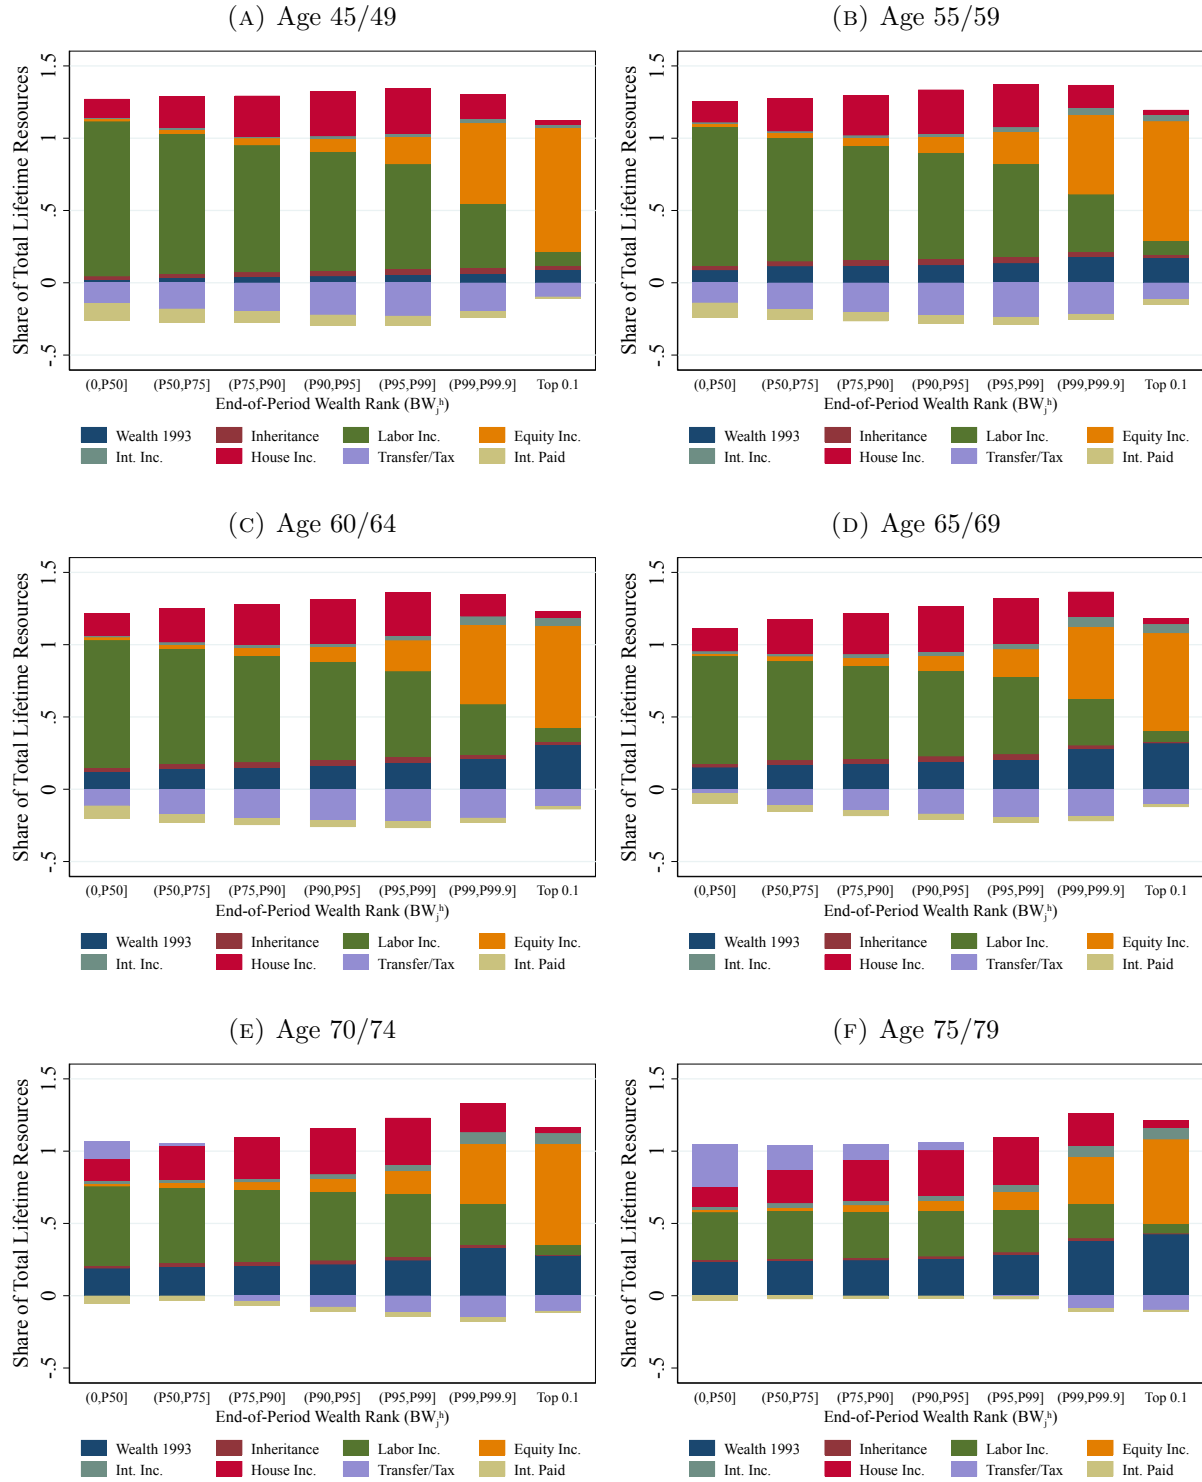 (A) Age 45/49
Share of Total Lifetime Resources
1.5
1
.5
0
-.5
(0,P50] (P50,P75] (P75,P90] (P90,P95] (P95,P99] (P99,P99.9] Top 0.1
End-of-Period Wealth Rank (BW_j^h)
Wealth 1993 Inheritance Labor Inc. Equity Inc.
Int. Inc. House Inc. Transfer/Tax Int. Paid
(B) Age 55/59
Share of Total Lifetime Resources
1.5
1
.5
0
-.5
(0,P50] (P50,P75] (P75,P90] (P90,P95] (P95,P99] (P99,P99.9] Top 0.1
End-of-Period Wealth Rank (BW_j^h)
Wealth 1993 Inheritance Labor Inc. Equity Inc.
Int. Inc. House Inc. Transfer/Tax Int. Paid
(C) Age 60/64
Share of Total Lifetime Resources
1.5
1
.5
0
-.5
(0,P50] (P50,P75] (P75,P90] (P90,P95] (P95,P99] (P99,P99.9] Top 0.1
End-of-Period Wealth Rank (BW_j^h)
Wealth 1993 Inheritance Labor Inc. Equity Inc.
Int. Inc. House Inc. Transfer/Tax Int. Paid
(D) Age 65/69
Share of Total Lifetime Resources
1.5
1
.5
0
-.5
(0,P50] (P50,P75] (P75,P90] (P90,P95] (P95,P99] (P99,P99.9] Top 0.1
End-of-Period Wealth Rank (BW_j^h)
Wealth 1993 Inheritance Labor Inc. Equity Inc.
Int. Inc. House Inc. Transfer/Tax Int. Paid
(E) Age 70/74
Share of Total Lifetime Resources
1.5
1
.5
0
-.5
(0,P50] (P50,P75] (P75,P90] (P90,P95] (P95,P99] (P99,P99.9] Top 0.1
End-of-Period Wealth Rank (BW_j^h)
Wealth 1993 Inheritance Labor Inc. Equity Inc.
Int. Inc. House Inc. Transfer/Tax Int. Paid
(F) Age 75/79
Share of Total Lifetime Resources
1.5
1
.5
0
-.5
(0,P50] (P50,P75] (P75,P90] (P90,P95] (P95,P99] (P99,P99.9] Top 0.1
End-of-Period Wealth Rank (BW_j^h)
Wealth 1993 Inheritance Labor Inc. Equity Inc.
Int. Inc. House Inc. Transfer/Tax Int. Paid